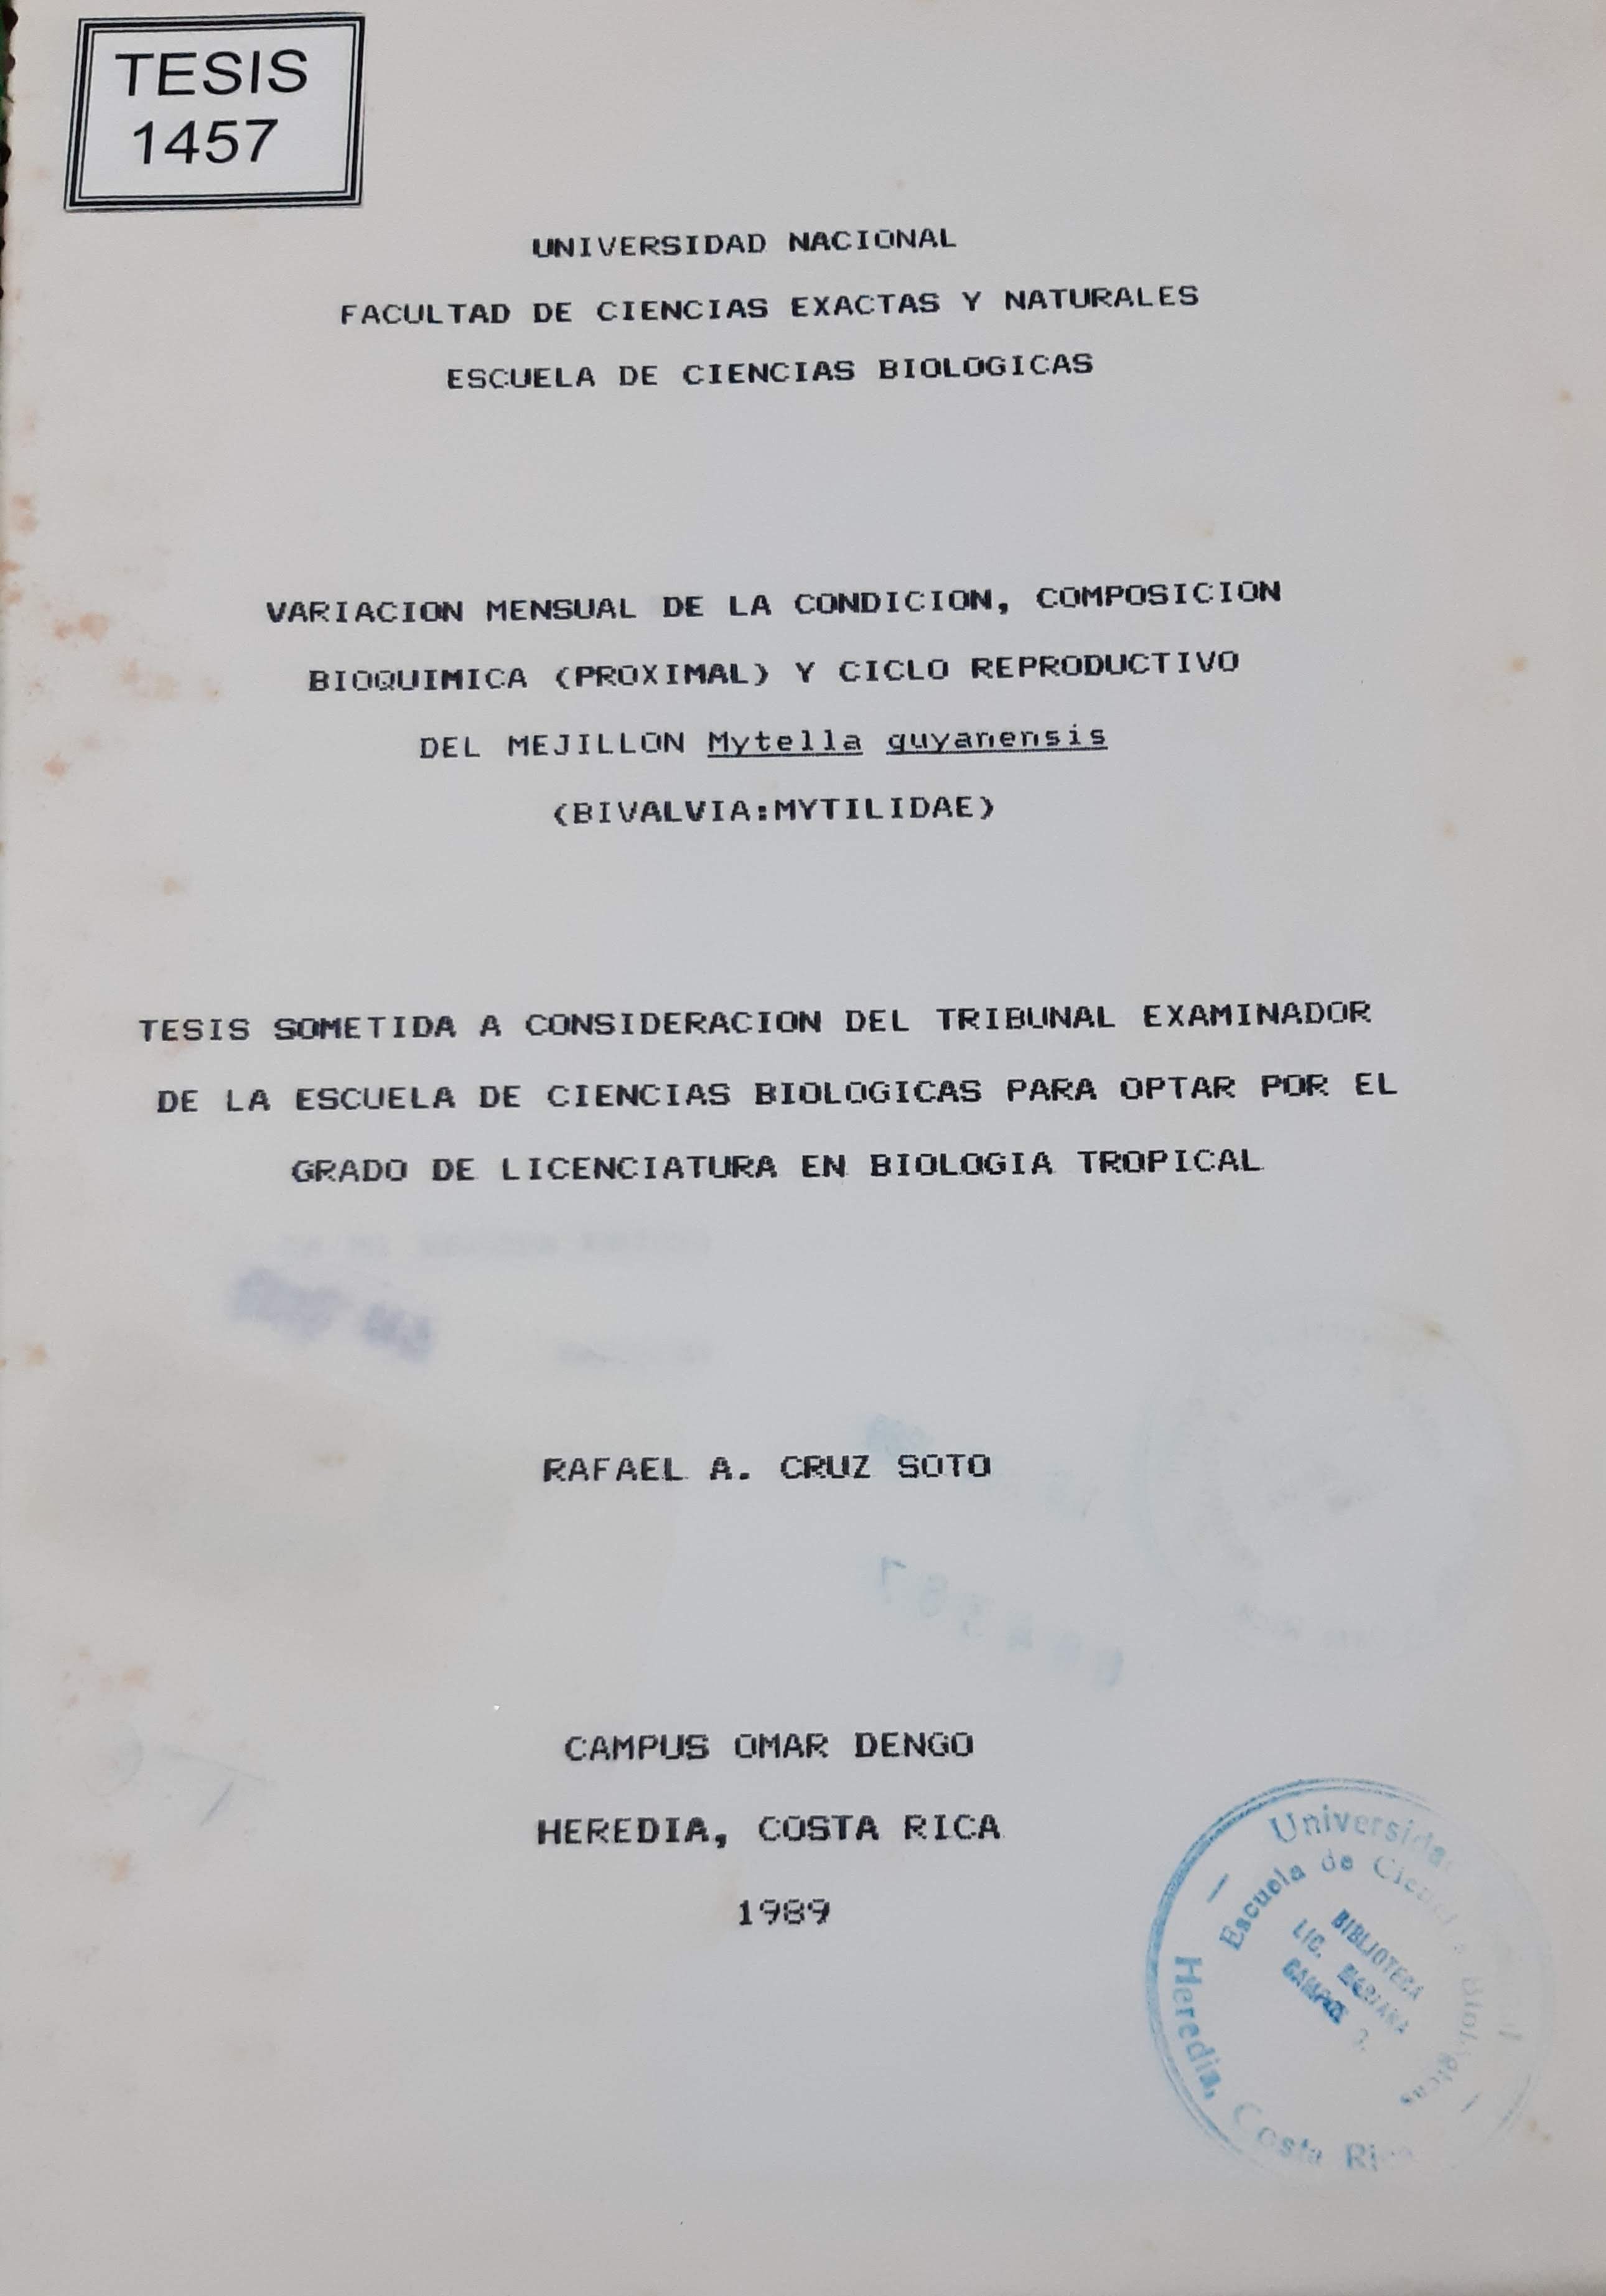 TESIS
1457
UNIVERSIDAD NACIONAL
FACULTAD DE CIENCIAS EXACTAS Y NATURALES
ESCUELA DE CIENCIAS BIOLOGICAS
VARIACION MENSUAL DE LA CONDICION, COMPOSICION
BIOQUIMICA (PROXIMAL) Y CICLO REPRODUCTIVO
DEL MEJILLON Mytella guyanensis
(BIVALVIA:MYTILIDAE)
TESIS SOMETIDA A CONSIDERACION DEL TRIBUNAL EXAMINADOR
DE LA ESCUELA DE CIENCIAS BIOLOGICAS PARA OPTAR POR EL
GRADO DE LICENCIATURA EN BIOLOGIA TROPICAL
RAFAEL A. CRUZ SOTO
CAMPUS OMAR DENGO
HEREDIA, COSTA RICA
1989
Escuela de
BIBLIOTECA
LIC.
Heredia, Costa